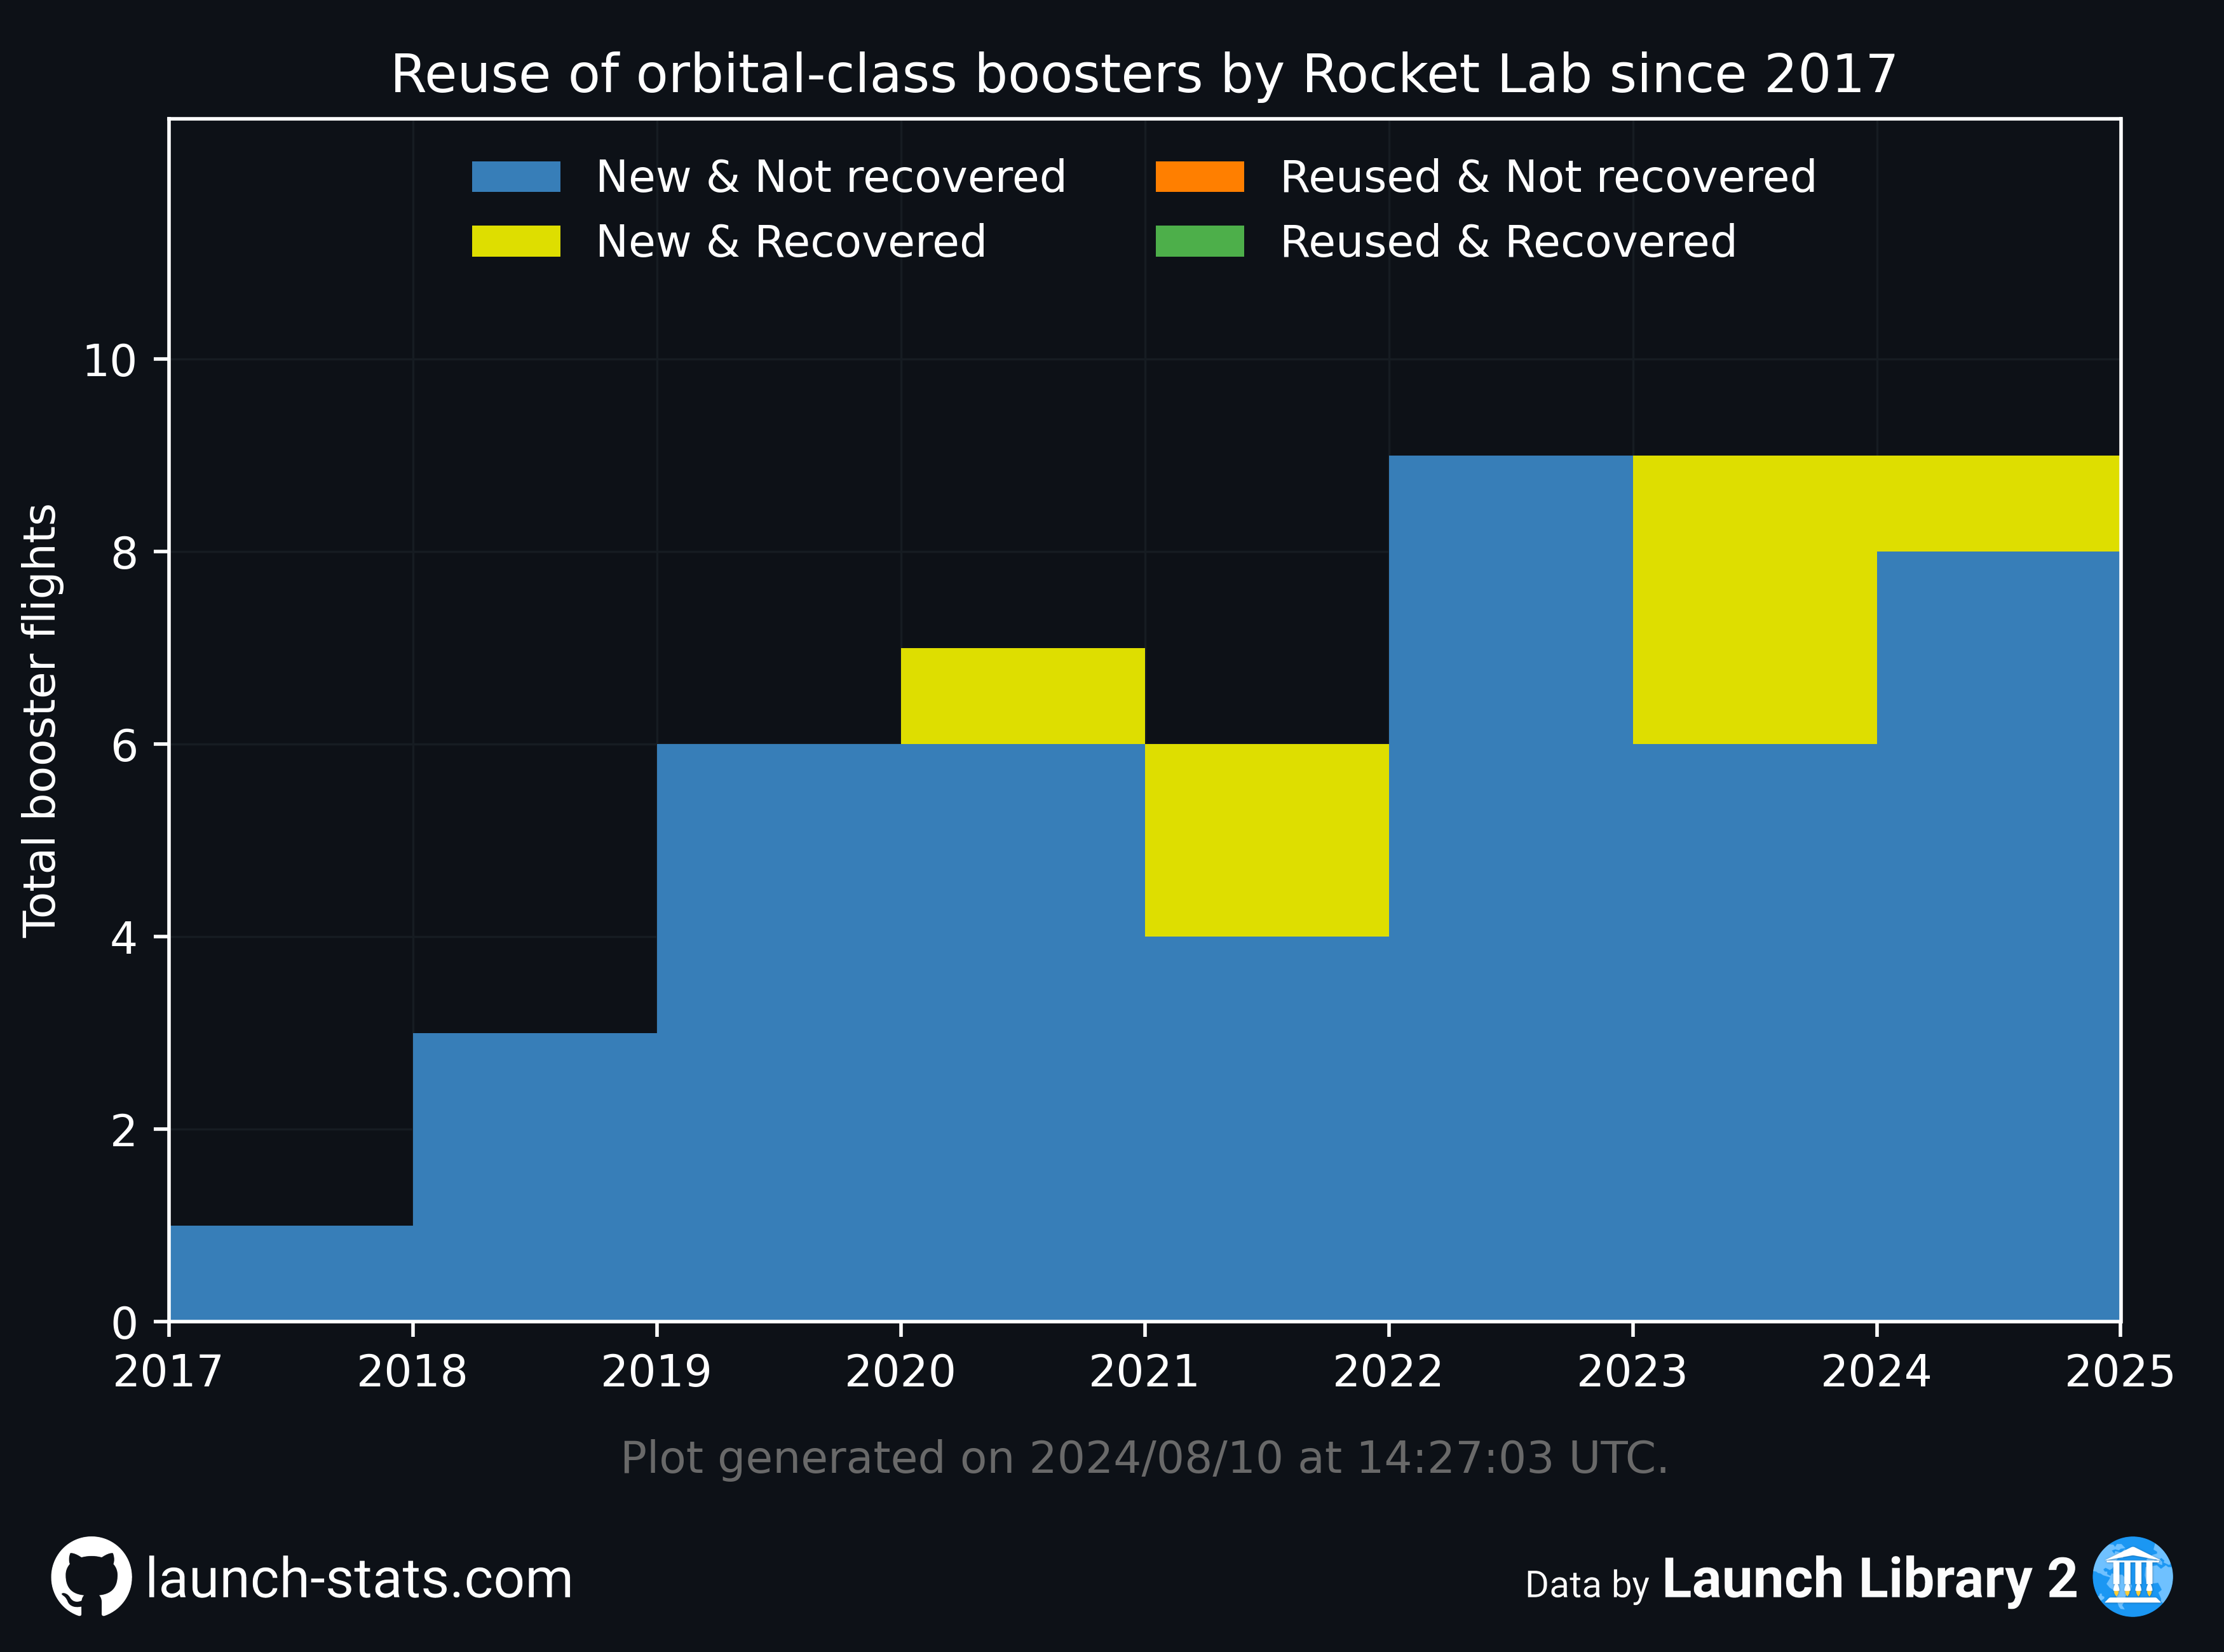 Reuse of orbital-class boosters by Rocket Lab since 2017
New & Not recovered
New & Recovered
Reused & Not recovered
Reused & Recovered
Total booster flights
10
8
6
4
2
0
2017 2018 2019 2020 2021 2022 2023 2024 2025
Plot generated on 2024/08/10 at 14:27:03 UTC.
launch-stats.com
Data by Launch Library 2